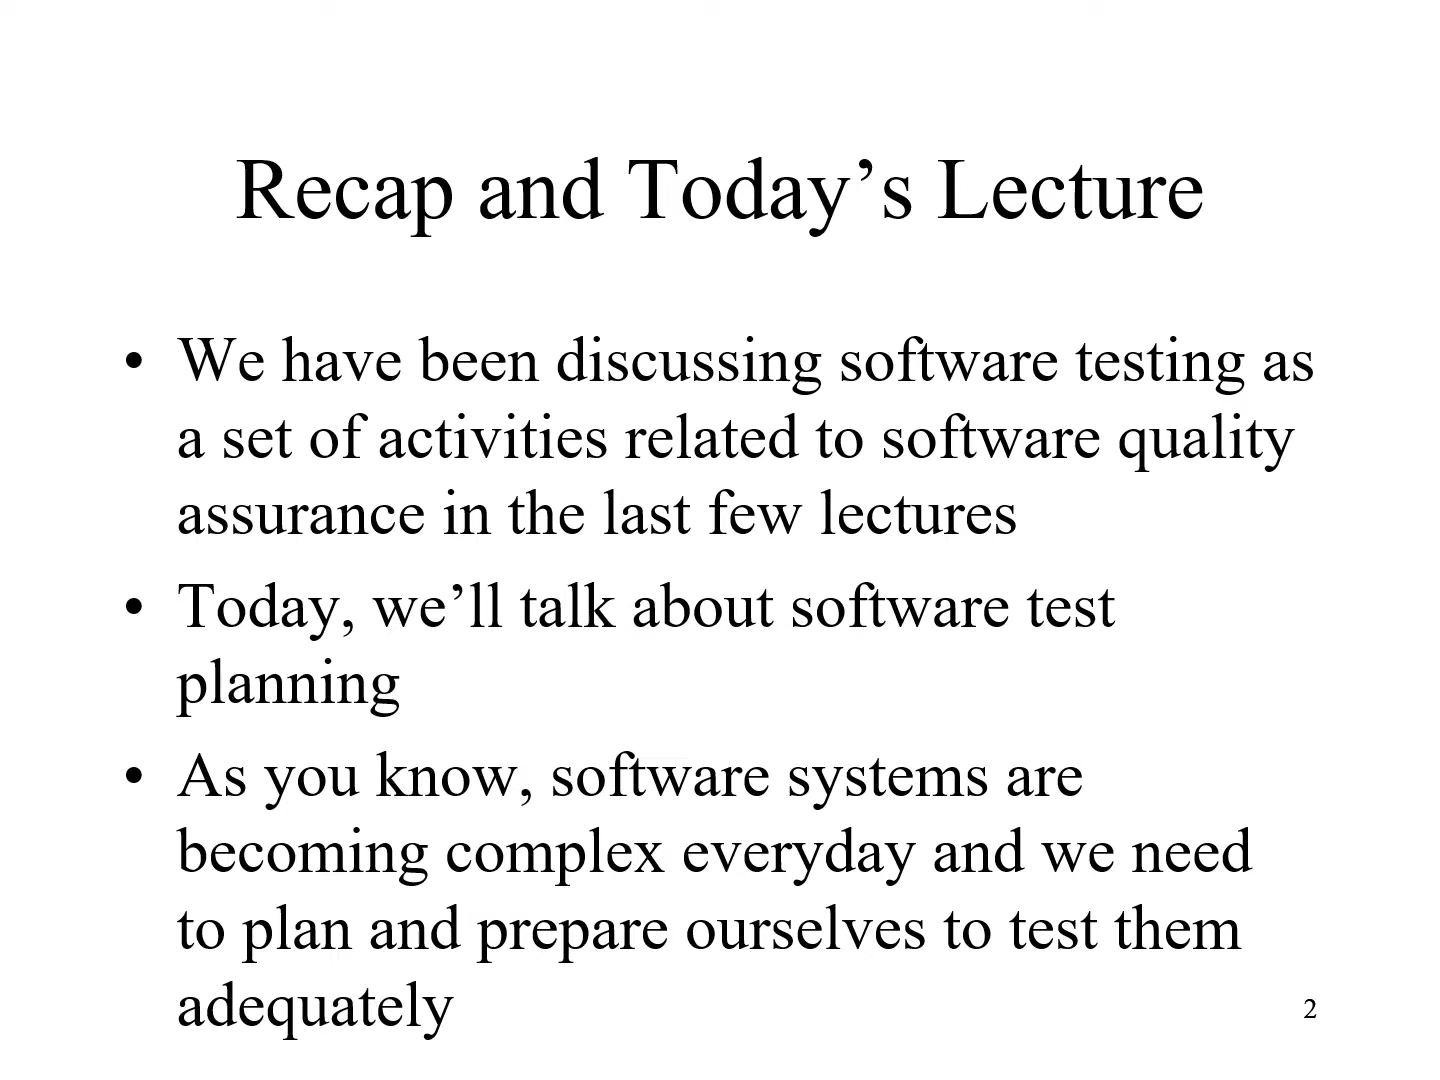 Recap and Today’s Lecture
• We have been discussing software testing as
a set of activities related to software quality
assurance in the last few lectures
• Today, we’ll talk about software test
planning
• As you know, software systems are
becoming complex everyday and we need
to plan and prepare ourselves to test them
adequately
2